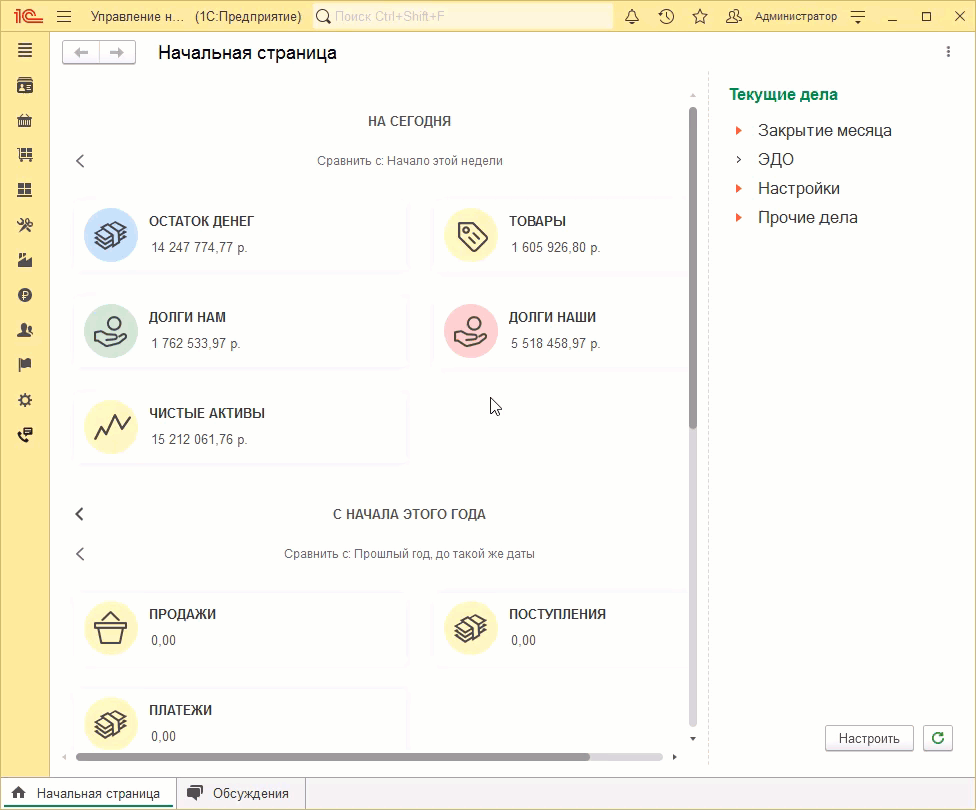 1С Управление н... (1С:Предприятие) Поиск Ctrl+Shift+F Администратор
Начальная страница
НА СЕГОДНЯ
Сравнить с: Начало этой недели
ОСТАТОК ДЕНЕГ
14 247 774,77 р.
ТОВАРЫ
1 605 926,80 р.
ДОЛГИ НАМ
1 762 533,97 р.
ДОЛГИ НАШИ
5 518 458,97 р.
ЧИСТЫЕ АКТИВЫ
15 212 061,76 р.
С НАЧАЛА ЭТОГО ГОДА
Сравнить с: Прошлый год, до такой же даты
ПРОДАЖИ
0,00
ПОСТУПЛЕНИЯ
0,00
ПЛАТЕЖИ
0,00
Текущие дела
Закрытие месяца
ЭДО
Настройки
Прочие дела
Настроить
Начальная страница
Обсуждения